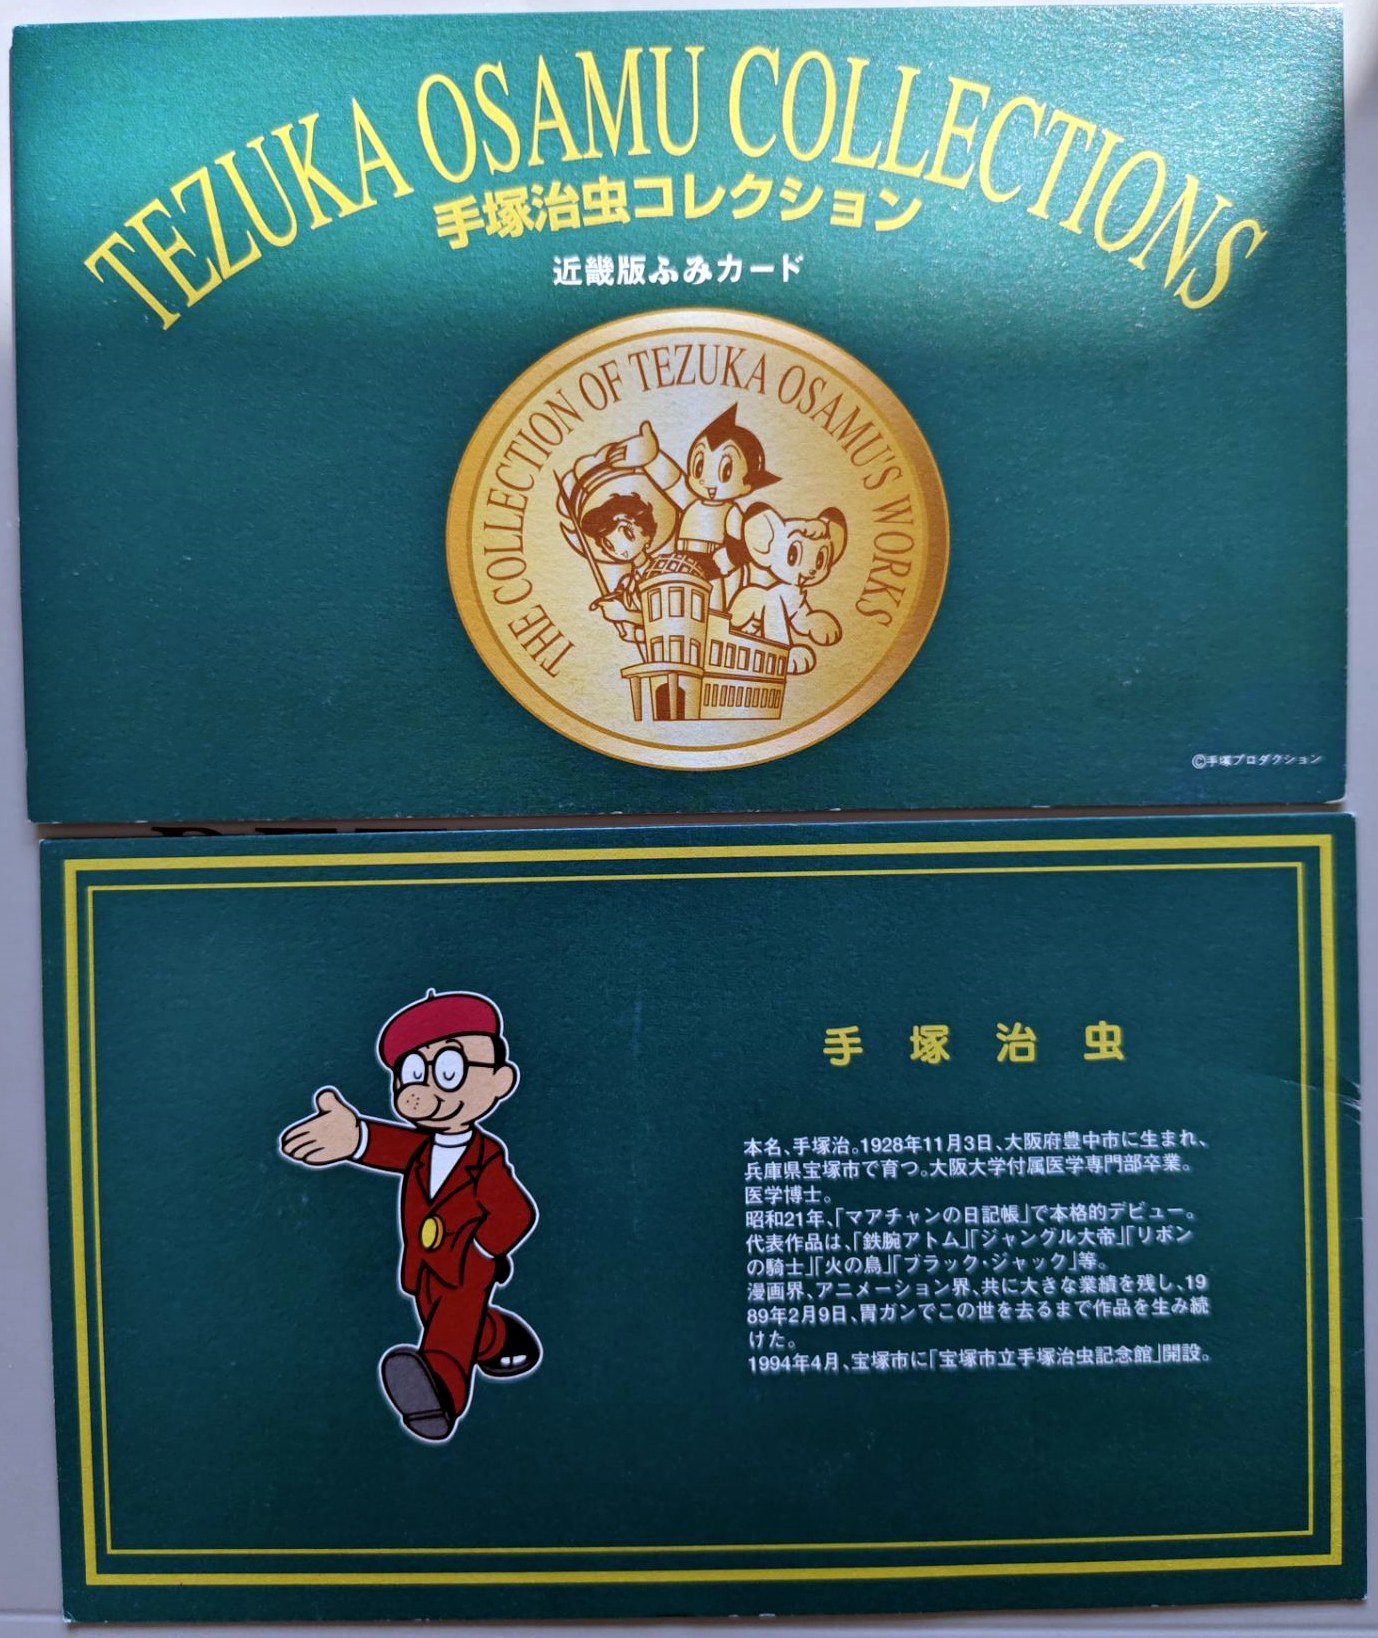 TEZUKA OSAMU COLLECTIONS
手塚治虫コレクション
近畿版ふみカード
THE COLLECTION OF TEZUKA OSAMU'S WORKS
©手塚プロダクション
手塚治虫
本名、手塚治。1928年11月3日、大阪府豊中市に生まれ、
兵庫県宝塚市で育つ。大阪大学付属医学専門部卒業。
医学博士。
昭和21年、「マアチャンの日記帳」で本格的デビュー。
代表作品は、「鉄腕アトム」「ジャングル大帝」「リボン
の騎士」「火の鳥」「ブラック・ジャック」等。
漫画界、アニメーション界、共に大きな業績を残し、19
89年2月9日、胃ガンでこの世を去るまで作品を生み続
けた。
1994年4月、宝塚市に「宝塚市立手塚治虫記念館」開設。